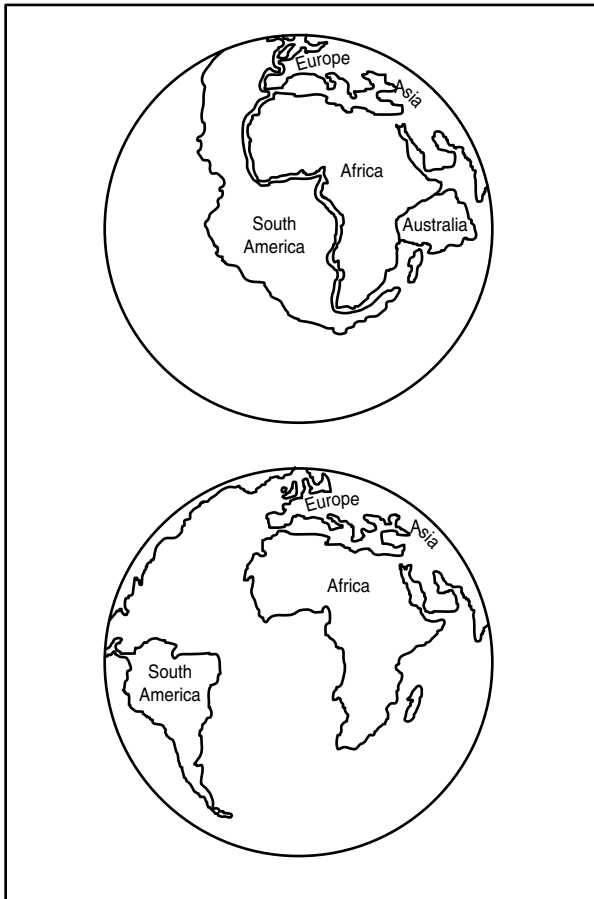 Europe
Asia
Africa
South
America
Australia
Europe
Asia
Africa
South
America